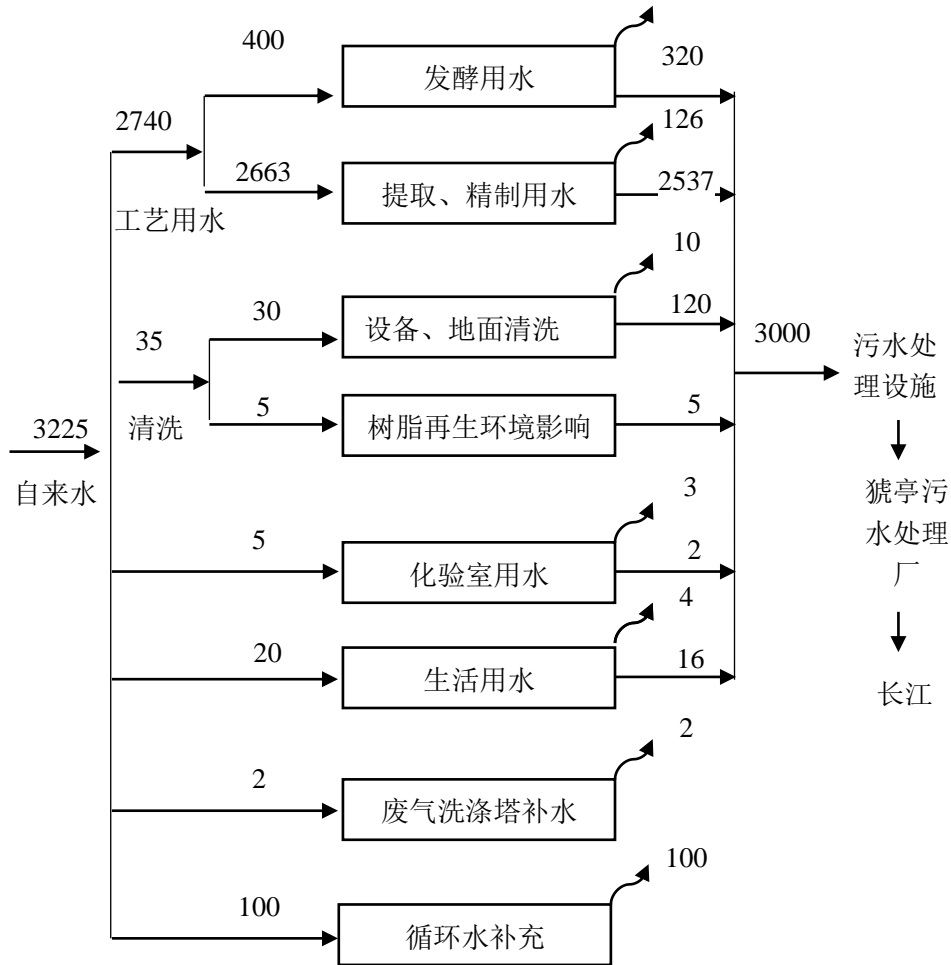 400
发酵用水
320
2740
工艺用水
2663
提取、精制用水
126
2537
35
清洗
30
设备、地面清洗
10
120
5
树脂再生环境影响
5
3225
自来水
5
化验室用水
3
2
20
生活用水
4
16
2
废气洗涤塔补水
2
100
循环水补充
100
3000
污水处
理设施
猇亭污
水处理
厂
长江